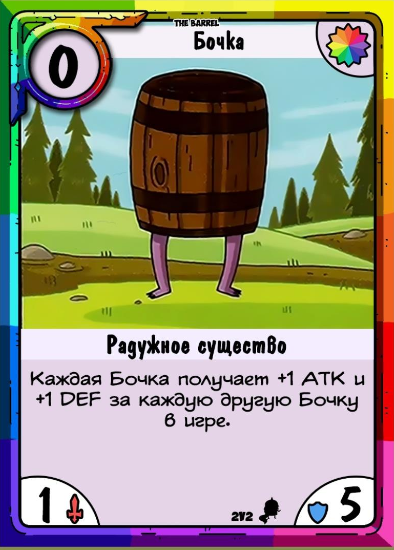 THE BARREL
0
Бочка
Радужное существо
Каждая Бочка получает +1 ATK и
+1 DEF за каждую другую Бочку
в игре.
1
2V2
5